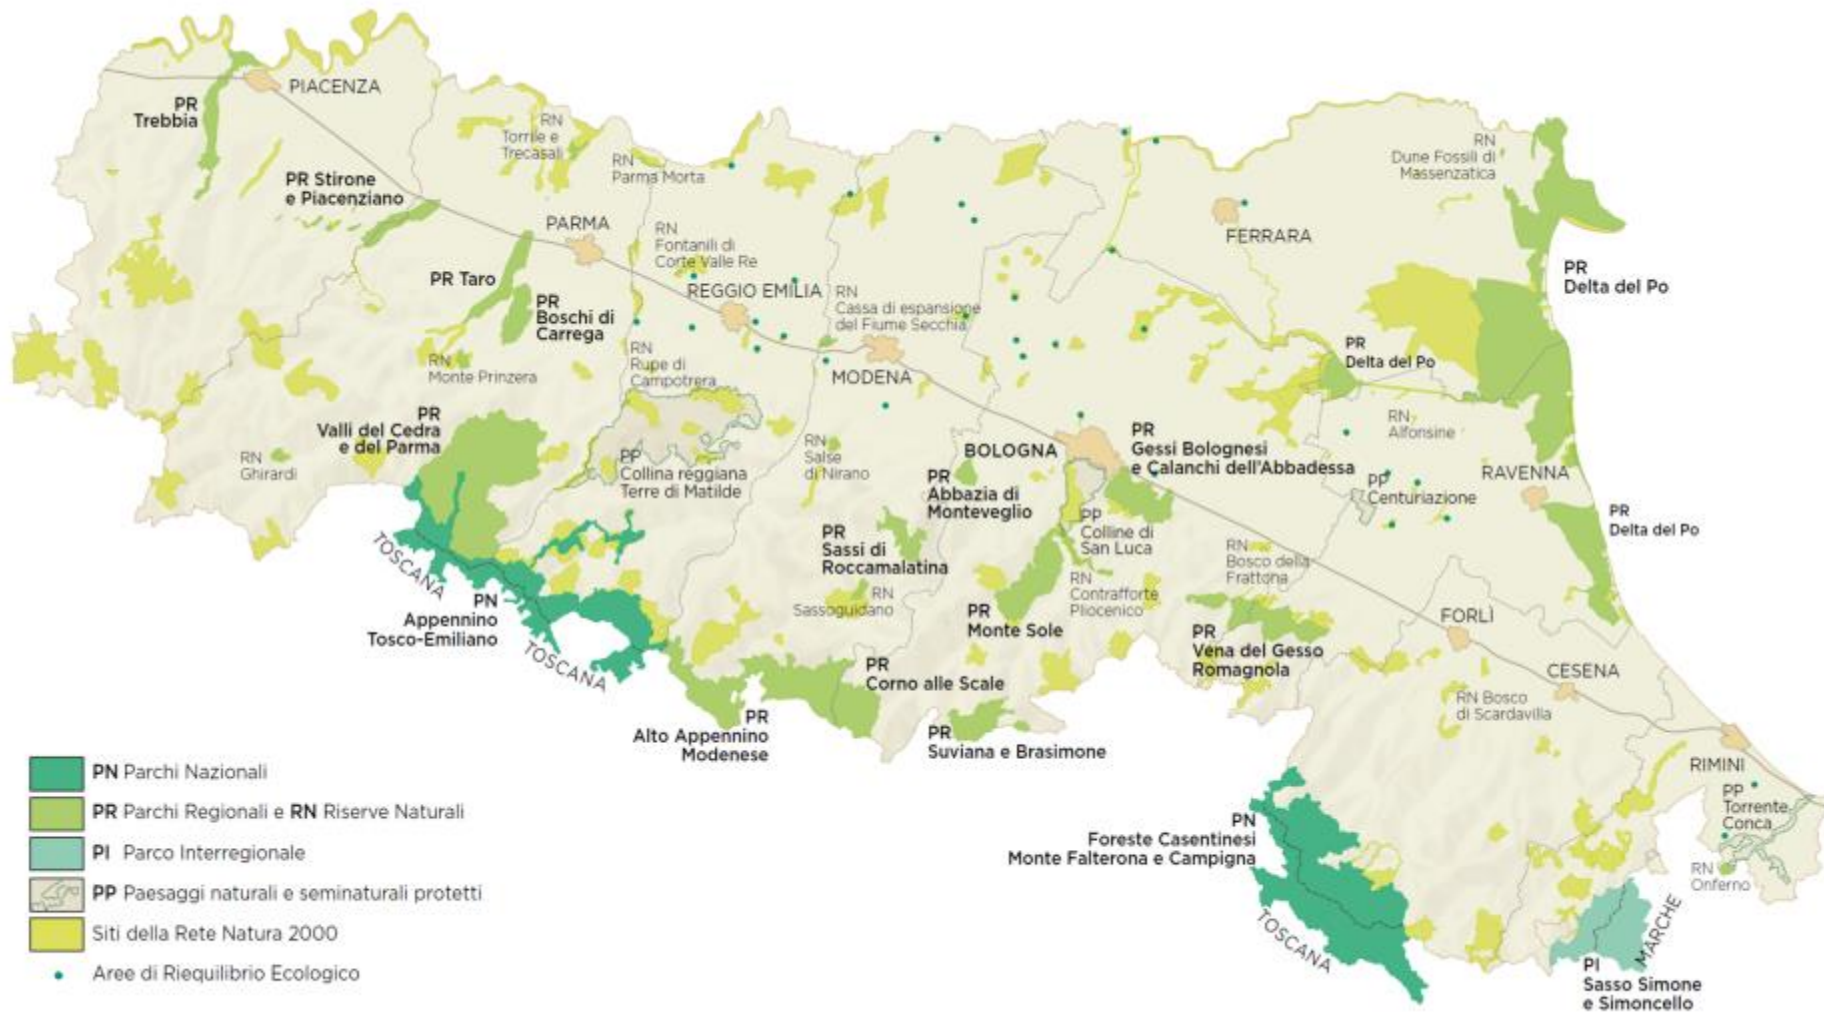 PIACENZA
PR
Trebbia
PR Stirone
e Piacenziano
RN
Torrile e
Trecasali
RN
Parma Morta
PARMA
PR Taro
PR
Boschi di
Carrega
RN
Fontanili di
Corte Valle Re
REGGIO EMILIA
RN
Cassa di espansione
del Fiume Secchia
MODENA
RN
Monte Prinzera
RN
Rupe di
Campotrera
PR
Valli del Cedra
e del Parma
RN
Ghirardi
PP
Collina reggiana
Terre di Matilde
RN
Salse
di Nirano
RN
Dune Fossili di
Massenzatica
FERRARA
PR
Delta del Po
PR
Delta del Po
RN
Alfonsine
BOLOGNA
PR
Gessi Bolognesi
e Calanchi dell'Abbadessa
PR
Abbazia di
Monteveglio
PP
Centuriazione
RAVENNA
PR
Delta del Po
PP
Colline di
San Luca
PR
Sassi di
Roccamalatina
RN
Sassoguidano
RN
Contrafforte
Pliocenico
RN
Bosco della
Frattona
PR
Monte Sole
PR
Vena del Gesso
Romagnola
FORLÌ
CESENA
RN Bosco
di Scardavilla
TOSCANA
PN
Appennino
Tosco-Emiliano
TOSCANA
PR
Corno alle Scale
PR
Alto Appennino
Modenese
PR
Suviana e Brasimone
RIMINI
PP
Torrente
Conca
RN
Onferno
PN
Foreste Casentinesi
Monte Falterona e Campigna
TOSCANA
MARCHE
PI
Sasso Simone
e Simoncello
PN Parchi Nazionali
PR Parchi Regionali e RN Riserve Naturali
PI Parco Interregionale
PP Paesaggi naturali e seminaturali protetti
Siti della Rete Natura 2000
Aree di Riequilibrio Ecologico